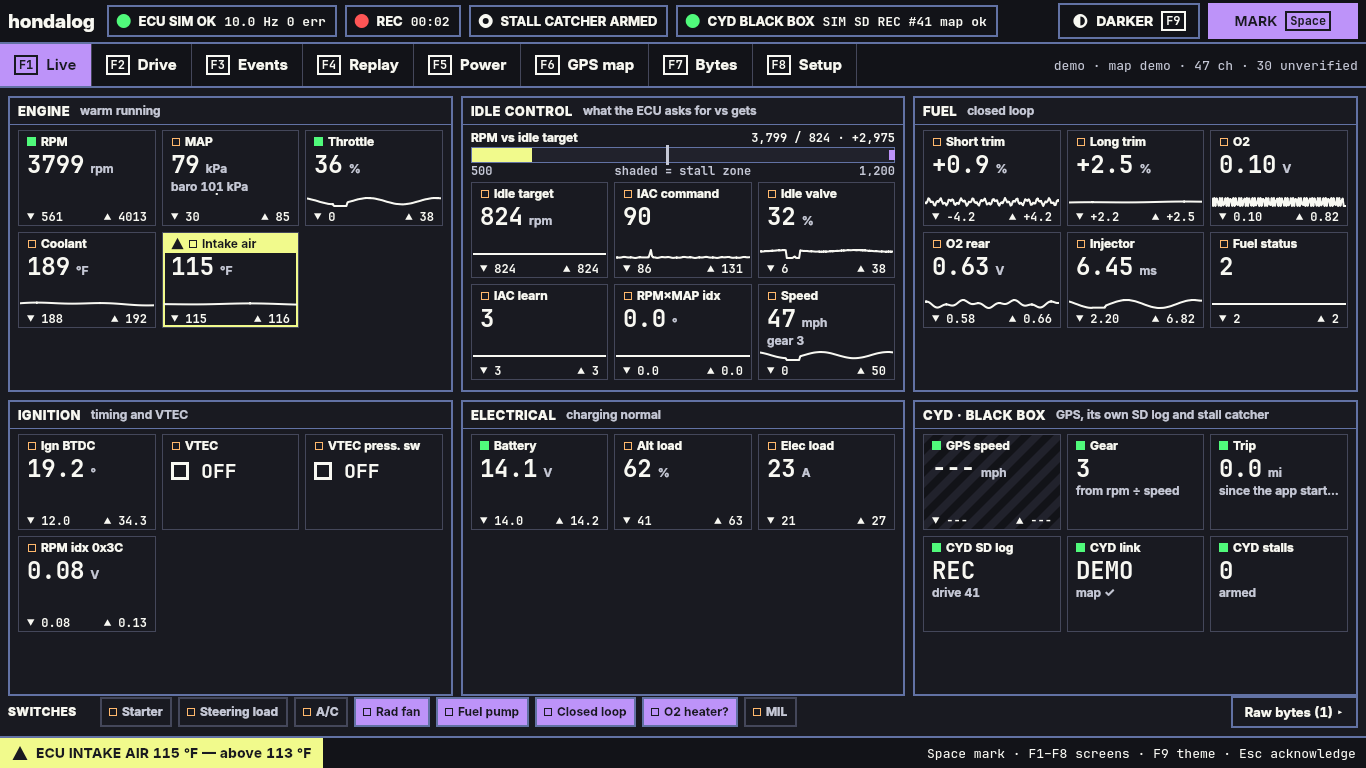 hondalog
ECU SIM OK 10.0 Hz 0 err
REC 00:02
STALL CATCHER ARMED
CYD BLACK BOX SIM SD REC #41 map ok
DARKER F9
MARK Space
F1 Live
F2 Drive
F3 Events
F4 Replay
F5 Power
F6 GPS map
F7 Bytes
F8 Setup
demo · map demo · 47 ch · 30 unverified
ENGINE warm running
RPM
3799 rpm
▼ 561 ▲ 4013
MAP
79 kPa
baro 101 kPa
▼ 30 ▲ 85
Throttle
36 %
▼ 0 ▲ 38
Coolant
189 °F
▼ 188 ▲ 192
Intake air
115 °F
▼ 115 ▲ 116
IDLE CONTROL what the ECU asks for vs gets
RPM vs idle target 3,799 / 824 · +2,975
500 shaded = stall zone 1,200
Idle target
824 rpm
▼ 824 ▲ 824
IAC command
90
▼ 86 ▲ 131
Idle valve
32 %
▼ 6 ▲ 38
IAC learn
3
▼ 3 ▲ 3
RPM×MAP idx
0.0 °
▼ 0.0 ▲ 0.0
Speed
47 mph
gear 3
▼ 0 ▲ 50
FUEL closed loop
Short trim
+0.9 %
▼ -4.2 ▲ +4.2
Long trim
+2.5 %
▼ +2.2 ▲ +2.5
O2
0.10 V
▼ 0.10 ▲ 0.82
O2 rear
0.63 V
▼ 0.58 ▲ 0.66
Injector
6.45 ms
▼ 2.20 ▲ 6.82
Fuel status
2
▼ 2 ▲ 2
IGNITION timing and VTEC
Ign BTDC
19.2 °
▼ 12.0 ▲ 34.3
VTEC
OFF
VTEC press. sw
OFF
RPM idx 0x3C
0.08 V
▼ 0.08 ▲ 0.13
ELECTRICAL charging normal
Battery
14.1 V
▼ 14.0 ▲ 14.2
Alt load
62 %
▼ 41 ▲ 63
Elec load
23 A
▼ 21 ▲ 27
CYD · BLACK BOX GPS, its own SD log and stall catcher
GPS speed
--- mph
▼ --- ▲ ---
Gear
3
from rpm ÷ speed
Trip
0.0 mi
since the app start...
CYD SD log
REC
drive 41
CYD link
DEMO
map ✓
CYD stalls
0
armed
SWITCHES
Starter
Steering load
A/C
Rad fan
Fuel pump
Closed loop
O2 heater?
MIL
Raw bytes (1) ▸
▲ ECU INTAKE AIR 115 °F — above 113 °F
Space mark · F1–F8 screens · F9 theme · Esc acknowledge